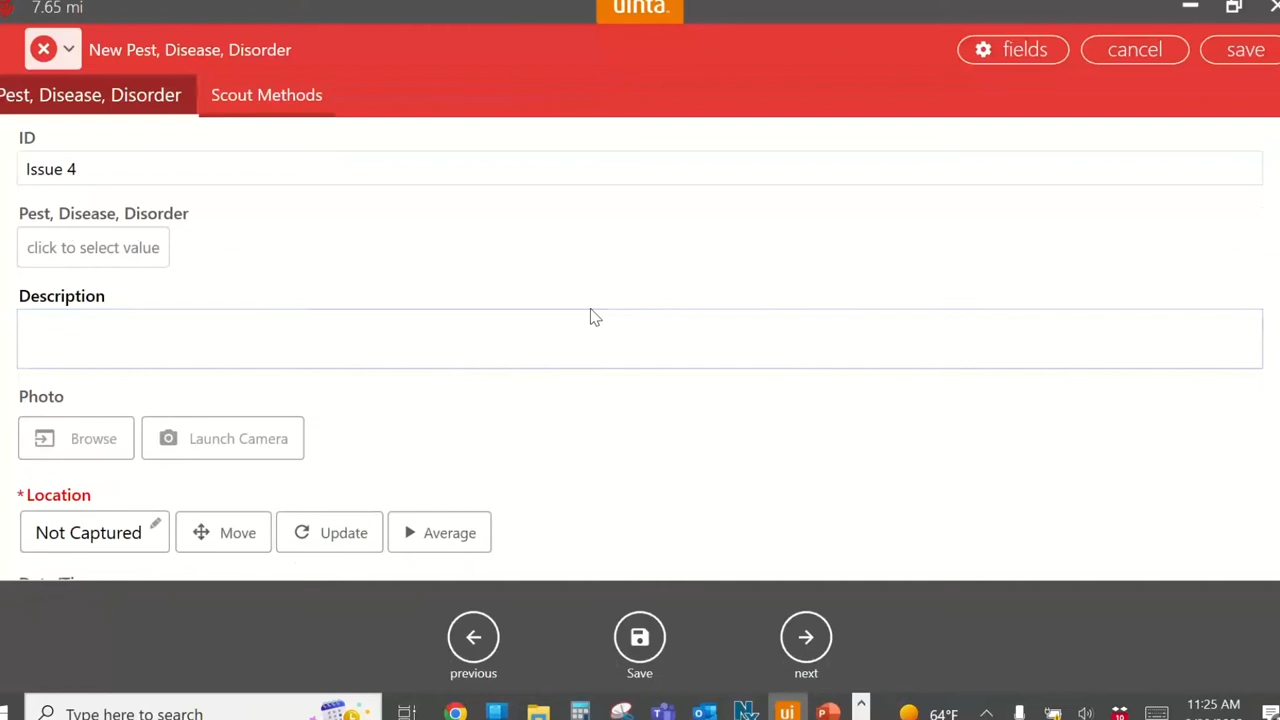 7.65 mi
uinta
New Pest, Disease, Disorder
fields
cancel
save
Pest, Disease, Disorder
Scout Methods
ID
Issue 4
Pest, Disease, Disorder
click to select value
Description
Photo
Browse
Launch Camera
*Location
Not Captured
Move
Update
Average
previous
Save
next
Type here to search
64°F
11:25 AM